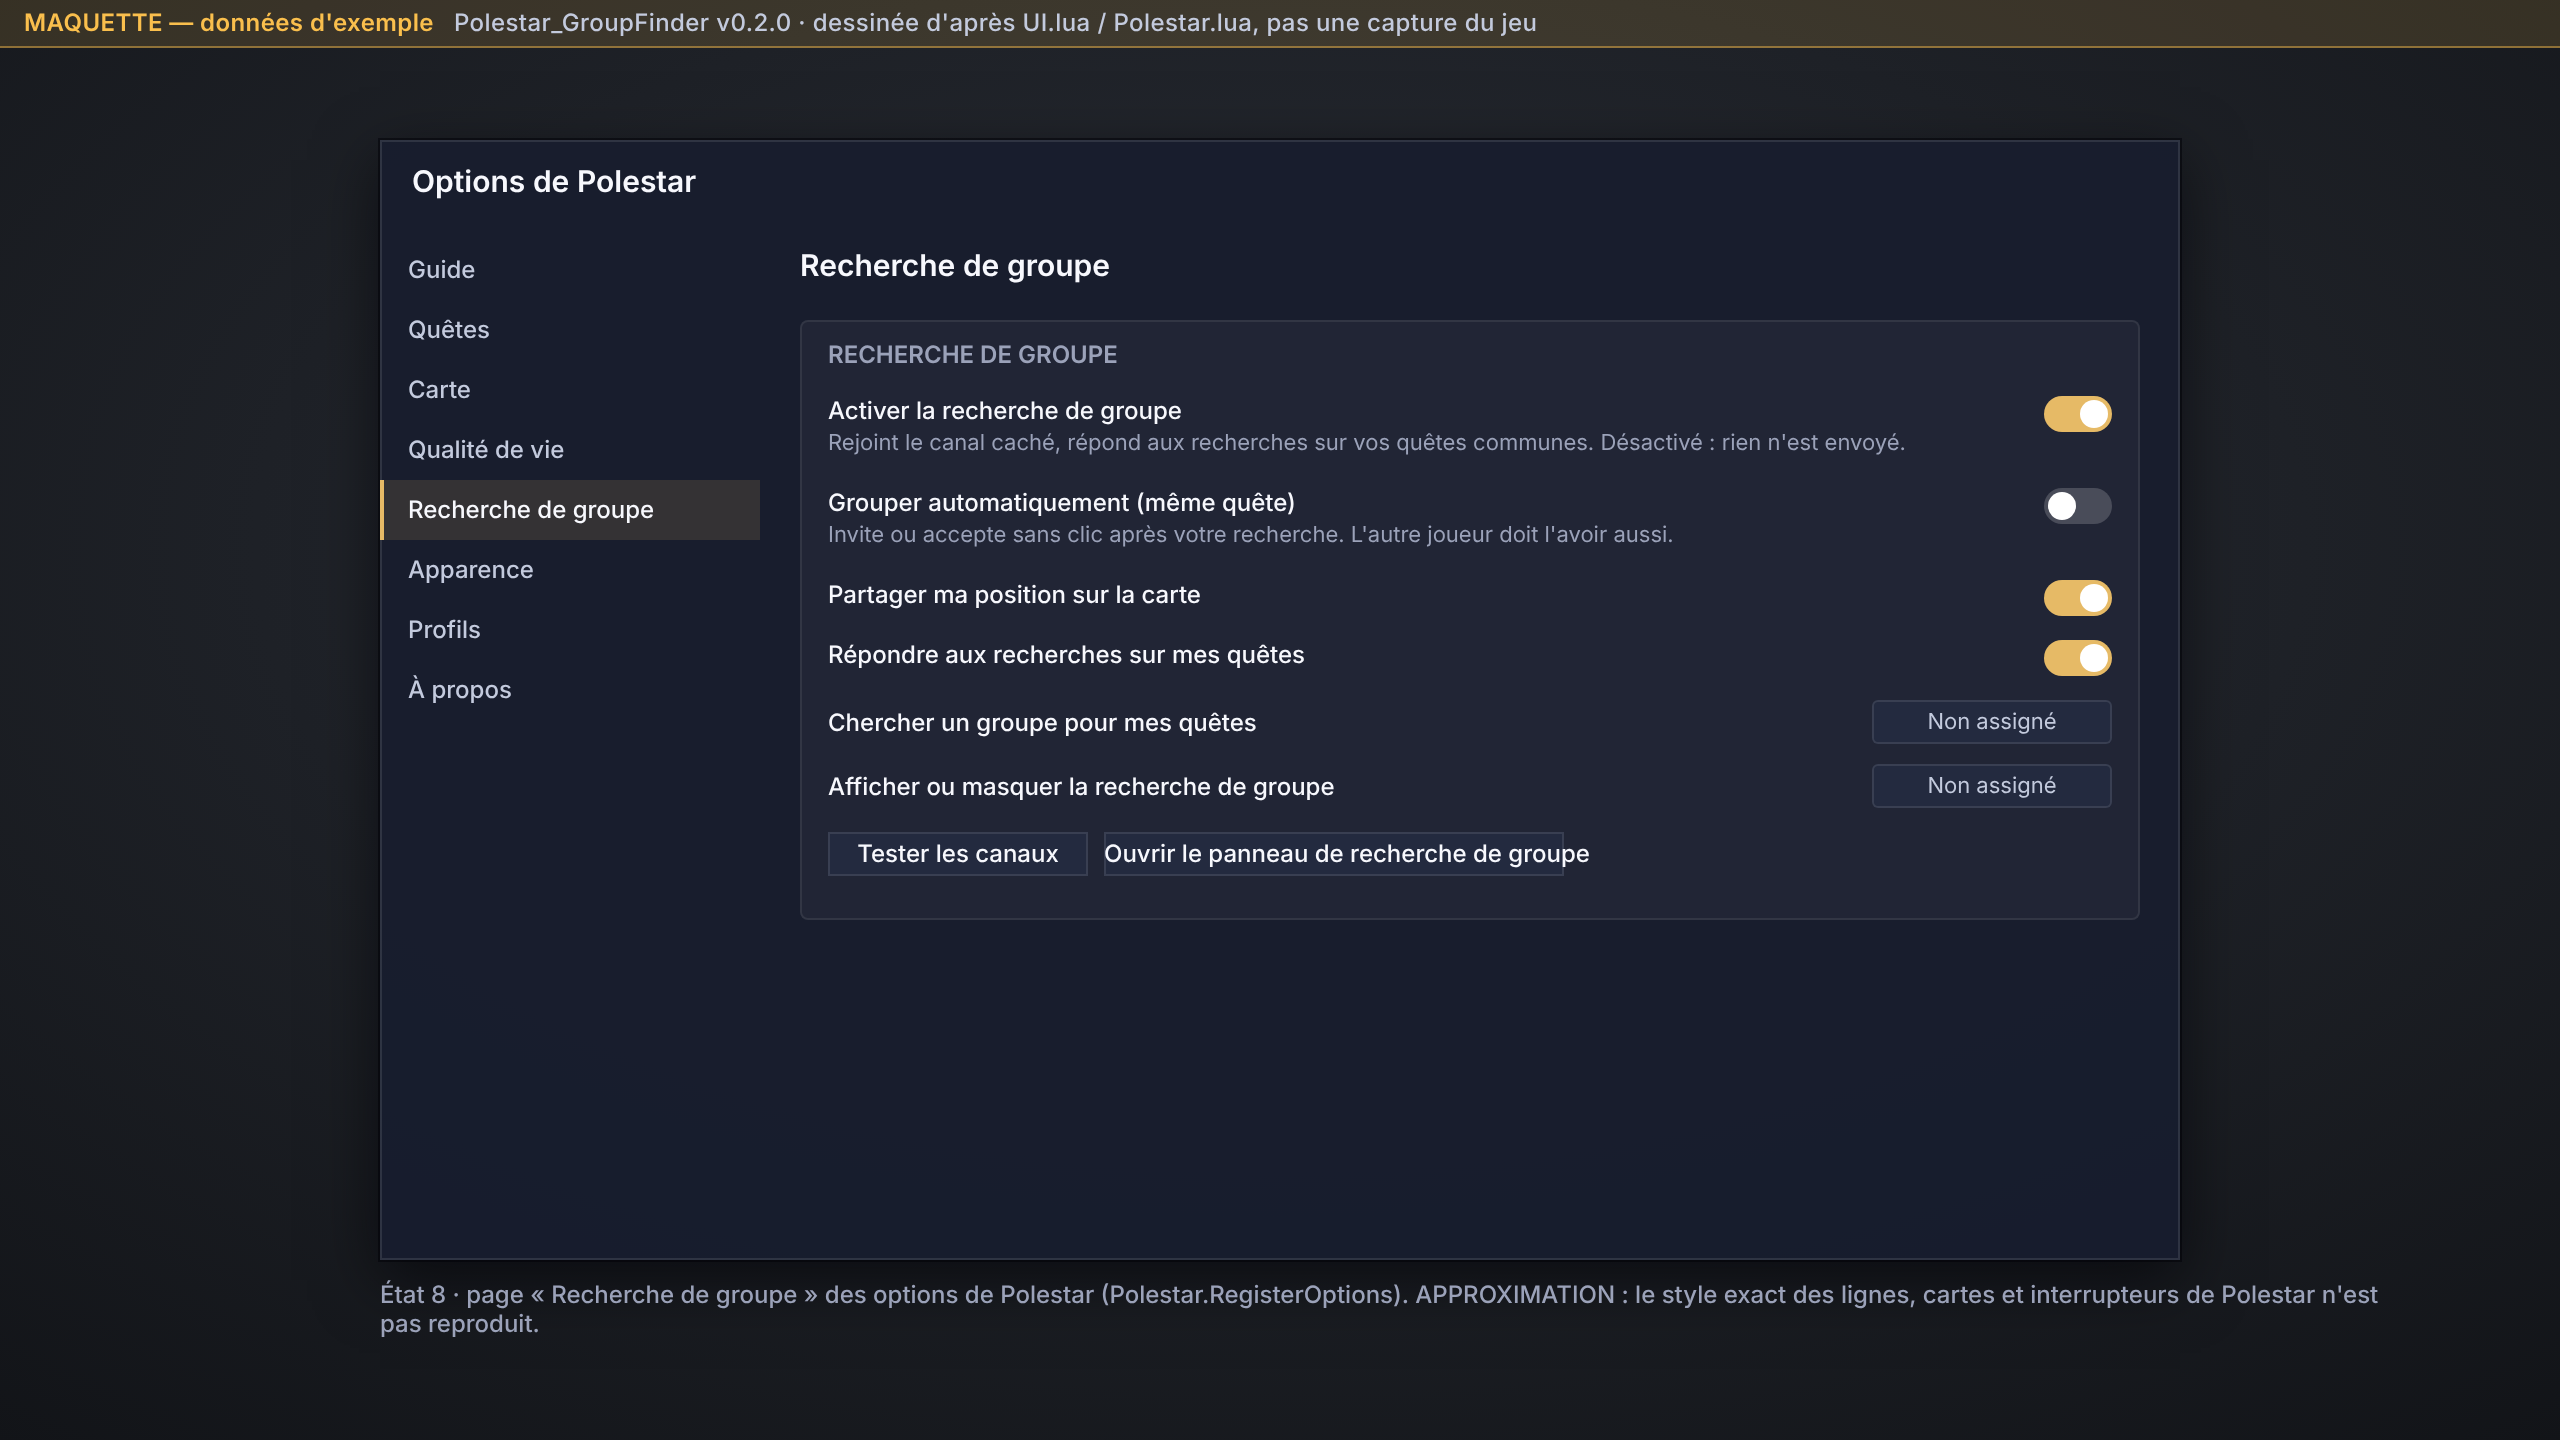 MAQUETTE — données d'exemple Polestar_GroupFinder v0.2.0 · dessinée d'après UI.lua / Polestar.lua, pas une capture du jeu
Options de Polestar
Guide
Quêtes
Carte
Qualité de vie
Recherche de groupe
Apparence
Profils
À propos
Recherche de groupe
RECHERCHE DE GROUPE
Activer la recherche de groupe
Rejoint le canal caché, répond aux recherches sur vos quêtes communes. Désactivé : rien n'est envoyé.
Grouper automatiquement (même quête)
Invite ou accepte sans clic après votre recherche. L'autre joueur doit l'avoir aussi.
Partager ma position sur la carte
Répondre aux recherches sur mes quêtes
Chercher un groupe pour mes quêtes Non assigné
Afficher ou masquer la recherche de groupe Non assigné
Tester les canaux Ouvrir le panneau de recherche de groupe
État 8 · page « Recherche de groupe » des options de Polestar (Polestar.RegisterOptions). APPROXIMATION : le style exact des lignes, cartes et interrupteurs de Polestar n'est
pas reproduit.